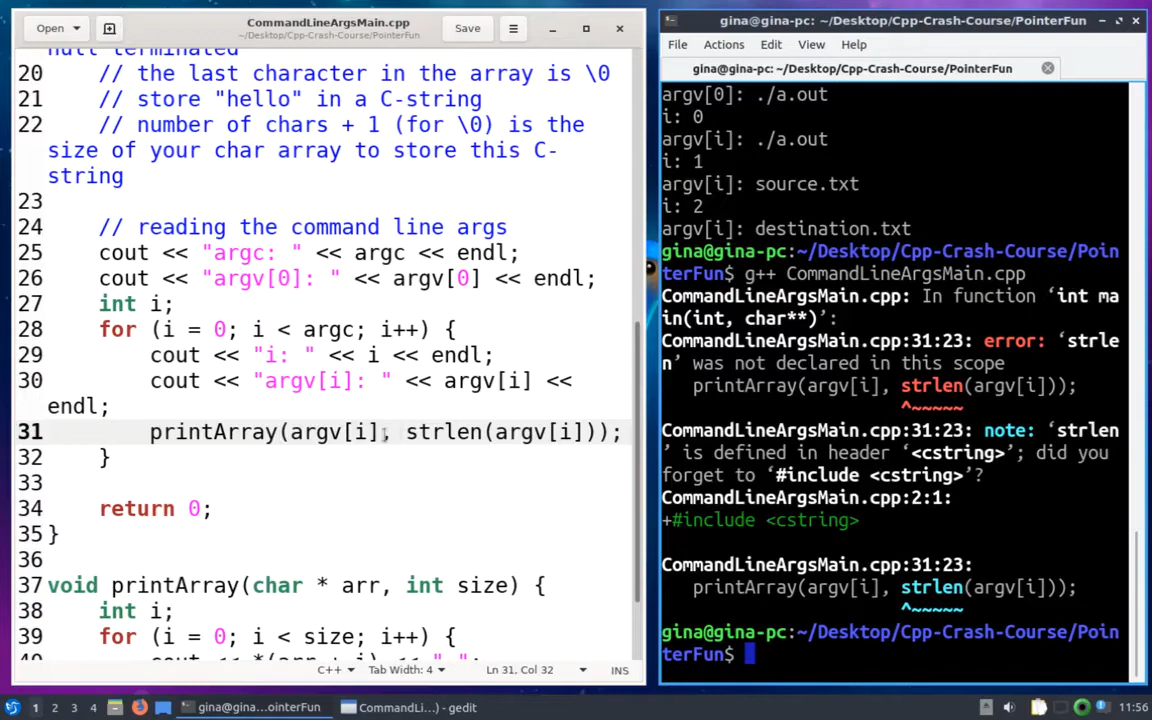 Open
CommandLineArgsMain.cpp
~/Desktop/Cpp-Crash-Course/PointerFun
Save
null terminated
20 // the last character in the array is \0
21 // store "hello" in a C-string
22 // number of chars + 1 (for \0) is the
size of your char array to store this C-
string
23
24 // reading the command line args
25 cout << "argc: " << argc << endl;
26 cout << "argv[0]: " << argv[0] << endl;
27 int i;
28 for (i = 0; i < argc; i++) {
29 cout << "i: " << i << endl;
30 cout << "argv[i]: " << argv[i] <<
endl;
31 printArray(argv[i], strlen(argv[i]));
32 }
33
34 return 0;
35 }
36
37 void printArray(char * arr, int size) {
38 int i;
39 for (i = 0; i < size; i++) {
40 cout << *(arr + i) << " ";
C++ Tab Width: 4 Ln 31, Col 32 INS
gina@gina-pc: ~/Desktop/Cpp-Crash-Course/PointerFun
File Actions Edit View Help
gina@gina-pc: ~/Desktop/Cpp-Crash-Course/PointerFun
argv[0]: ./a.out
i: 0
argv[i]: ./a.out
i: 1
argv[i]: source.txt
i: 2
argv[i]: destination.txt
gina@gina-pc:~/Desktop/Cpp-Crash-Course/Poin
terFun$ g++ CommandLineArgsMain.cpp
CommandLineArgsMain.cpp: In function ‘int ma
in(int, char**)’:
CommandLineArgsMain.cpp:31:23: error: ‘strle
n’ was not declared in this scope
printArray(argv[i], strlen(argv[i]));
^~~~~~
CommandLineArgsMain.cpp:31:23: note: ‘strlen
’ is defined in header ‘<cstring>’; did you
forget to ‘#include <cstring>’?
CommandLineArgsMain.cpp:2:1:
+#include <cstring>
CommandLineArgsMain.cpp:31:23:
printArray(argv[i], strlen(argv[i]));
^~~~~~
gina@gina-pc:~/Desktop/Cpp-Crash-Course/Poin
terFun$
1 2 3 4 gina@gina...ointerFun CommandLi...) - gedit 11:56